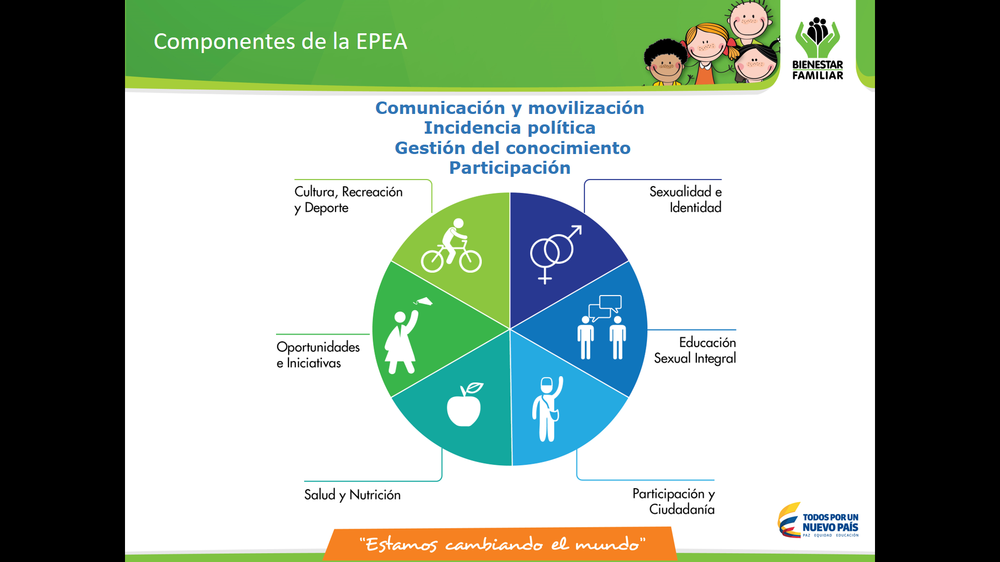 Componentes de la EPEA
BIENESTAR
FAMILIAR
Comunicación y movilización
Incidencia política
Gestión del conocimiento
Participación
Cultura, Recreación
y Deporte
Sexualidad e
Identidad
Oportunidades
e Iniciativas
Educación
Sexual Integral
Salud y Nutrición
Participación y
Ciudadanía
TODOS POR UN
NUEVO PAÍS
PAZ EQUIDAD EDUCACIÓN
“Estamos cambiando el mundo”